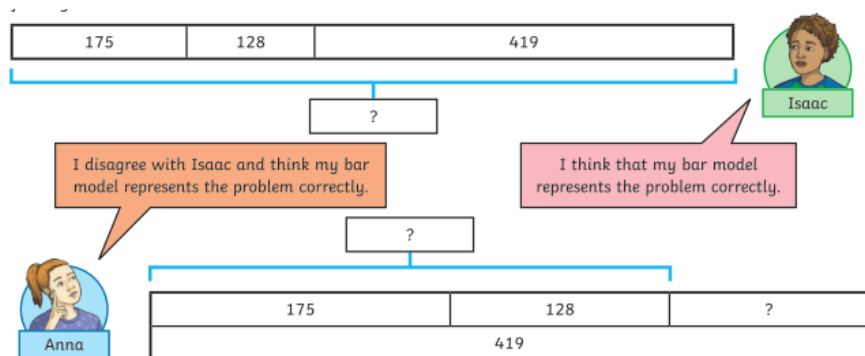 175 128 419
?
Isaac
I disagree with Isaac and think my bar
model represents the problem correctly.
I think that my bar model
represents the problem correctly.
?
175 128 ?
419
Anna